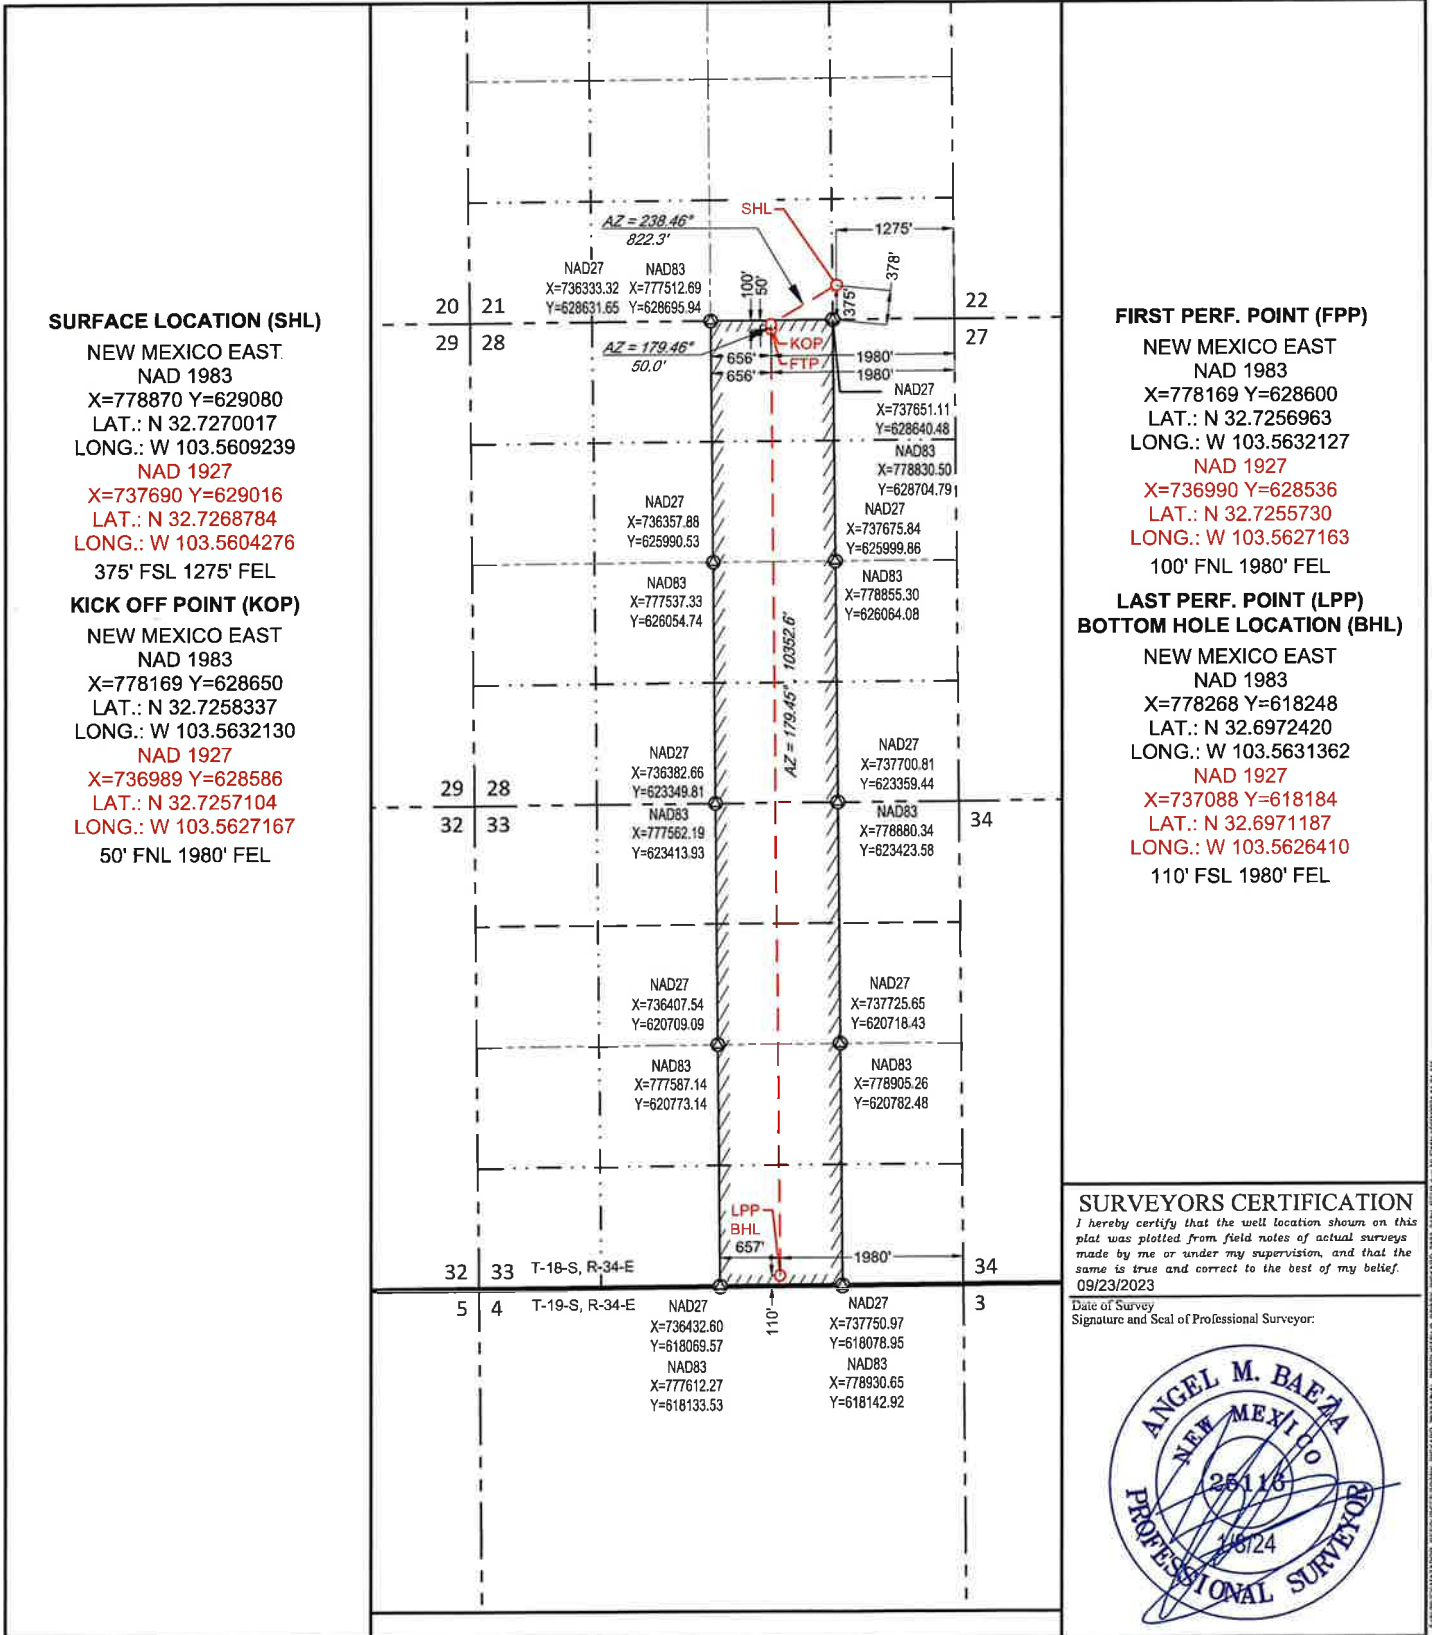 SURFACE LOCATION (SHL)
NEW MEXICO EAST
NAD 1983
X=778870 Y=629080
LAT.: N 32.7270017
LONG.: W 103.5609239
NAD 1927
X=737690 Y=629016
LAT.: N 32.7268784
LONG.: W 103.5604276
375' FSL 1275' FEL
KICK OFF POINT (KOP)
NEW MEXICO EAST
NAD 1983
X=778169 Y=628650
LAT.: N 32.7258337
LONG.: W 103.5632130
NAD 1927
X=736989 Y=628586
LAT.: N 32.7257104
LONG.: W 103.5627167
50' FNL 1980' FEL
SHL
AZ = 238.46°
822.3'
1275'
378'
375'
100'
50'
NAD27
X=736333.32
Y=628631.65
NAD83
X=777512.69
Y=628695.94
20 21
29 28
22
27
AZ = 179.46°
50.0'
KOP
FTP
656'
1980'
656'
1980'
NAD27
X=737651.11
Y=628640.48
NAD83
X=778830.50
Y=628704.79
NAD27
X=736357.88
Y=625990.53
NAD83
X=777537.33
Y=626054.74
NAD27
X=737675.84
Y=625999.86
NAD83
X=778855.30
Y=626064.08
AZ = 179.45°, 10352.6'
NAD27
X=736382.66
Y=623349.81
NAD83
X=777562.19
Y=623413.93
NAD27
X=737700.81
Y=623359.44
NAD83
X=778880.34
Y=623423.58
29 28
32 33
34
NAD27
X=736407.54
Y=620709.09
NAD83
X=777587.14
Y=620773.14
NAD27
X=737725.65
Y=620718.43
NAD83
X=778905.26
Y=620782.48
LPP
BHL
657'
1980'
110'
32 33 T-18-S, R-34-E
34
5 4 T-19-S, R-34-E
3
NAD27
X=736432.60
Y=618069.57
NAD83
X=777612.27
Y=618133.53
NAD27
X=737750.97
Y=618078.95
NAD83
X=778930.65
Y=618142.92
FIRST PERF. POINT (FPP)
NEW MEXICO EAST
NAD 1983
X=778169 Y=628600
LAT.: N 32.7256963
LONG.: W 103.5632127
NAD 1927
X=736990 Y=628536
LAT.: N 32.7255730
LONG.: W 103.5627163
100' FNL 1980' FEL
LAST PERF. POINT (LPP)
BOTTOM HOLE LOCATION (BHL)
NEW MEXICO EAST
NAD 1983
X=778268 Y=618248
LAT.: N 32.6972420
LONG.: W 103.5631362
NAD 1927
X=737088 Y=618184
LAT.: N 32.6971187
LONG.: W 103.5626410
110' FSL 1980' FEL
SURVEYORS CERTIFICATION
I hereby certify that the well location shown on this
plat was plotted from field notes of actual surveys
made by me or under my supervision, and that the
same is true and correct to the best of my belief.
09/23/2023
Date of Survey
Signature and Seal of Professional Surveyor:
ANGEL M. BAEZA
NEW MEXICO
25116
1/8/24
PROFESSIONAL SURVEYOR